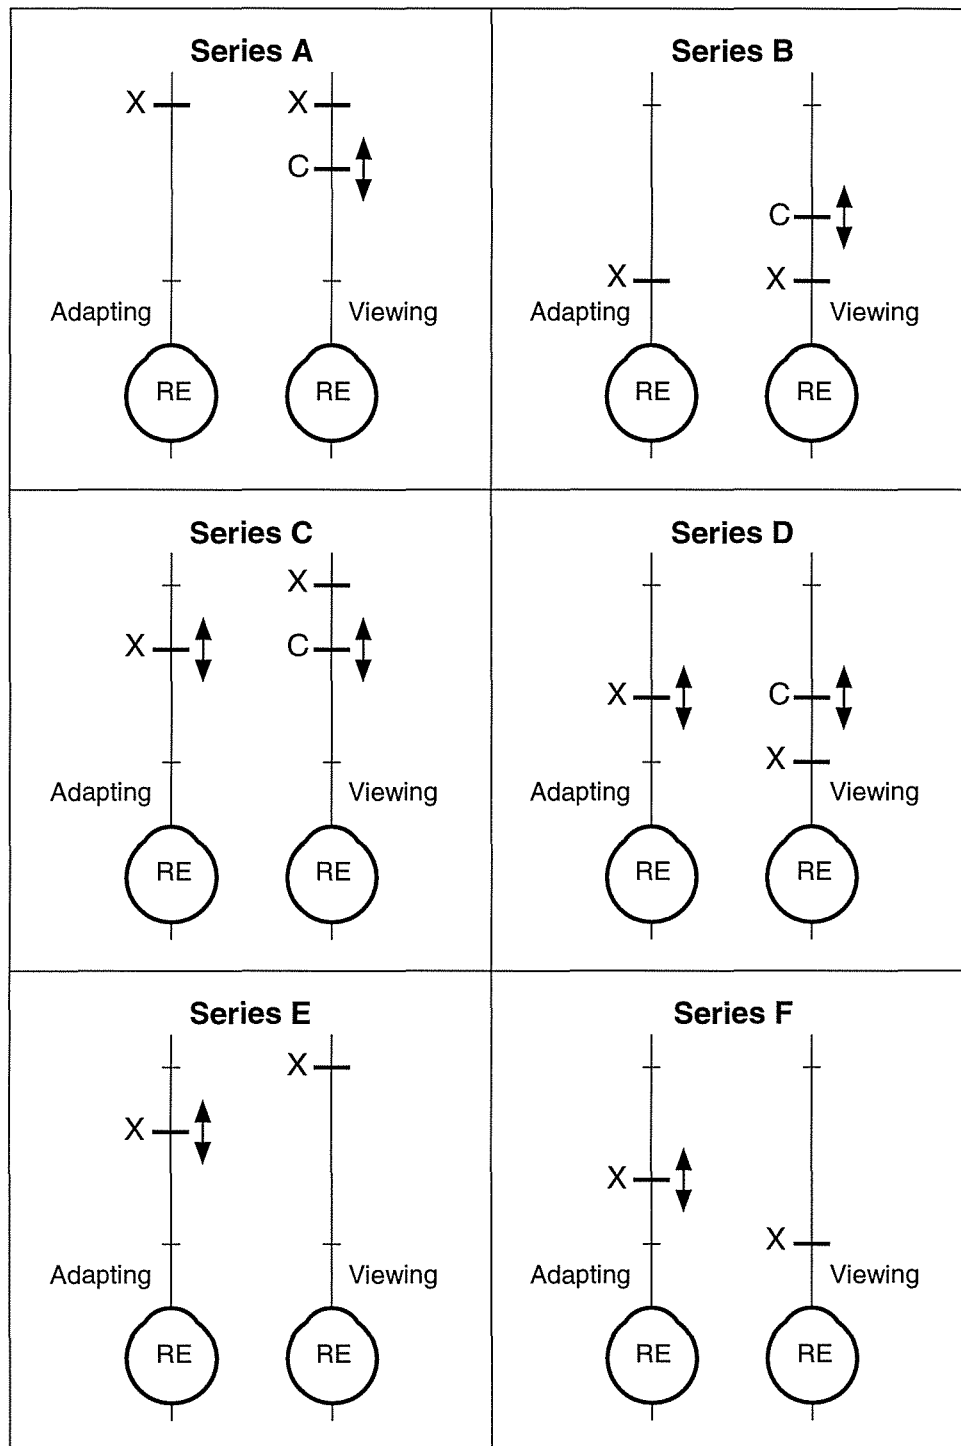 Series A
X
X
C
Adapting
Viewing
RE
RE
Series B
C
X
X
Adapting
Viewing
RE
RE
Series C
X
X
C
Adapting
Viewing
RE
RE
Series D
X
C
X
Adapting
Viewing
RE
RE
Series E
X
X
Adapting
Viewing
RE
RE
Series F
X
X
Adapting
Viewing
RE
RE